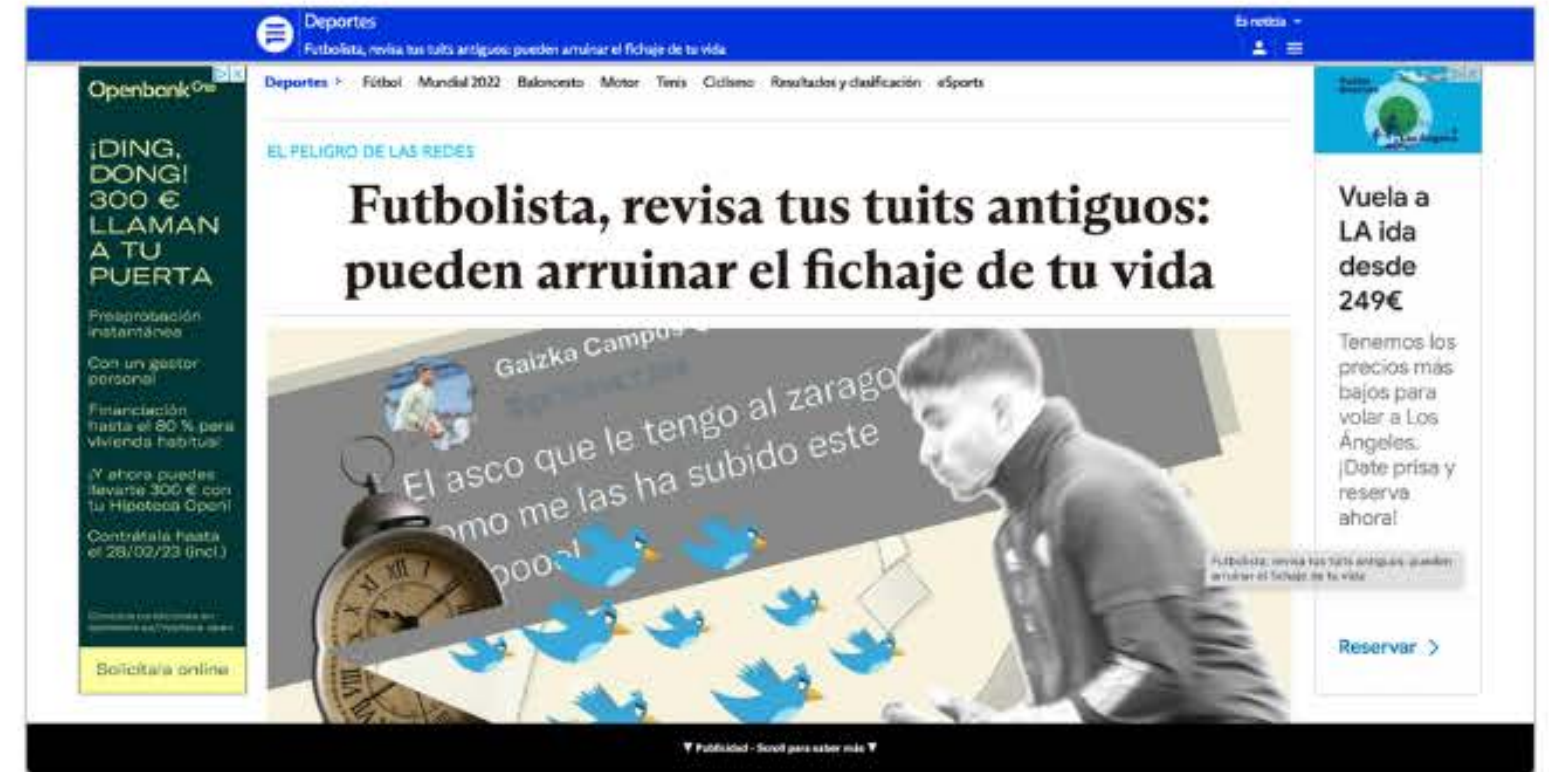 Deportes
Futbolista, revisa tus tuits antiguos: pueden arruinar el fichaje de tu vida
Es noticia
Deportes > Fútbol Mundial 2022 Baloncesto Motor Tenis Ciclismo Resultados y clasificación eSports
Openbank
¡DING,
DONG!
300 €
LLAMAN
A TU
PUERTA
Preaprobación
instantánea
Con un gestor
personal
Financiación
hasta el 80 % para
vivienda habitual
¡Y ahora puedes
llevarte 300 € con
tu Hipoteca Open!
Contrátala hasta
el 28/02/23 (incl.)
Solicítala online
EL PELIGRO DE LAS REDES
Futbolista, revisa tus tuits antiguos:
pueden arruinar el fichaje de tu vida
Gaizka Campos
El asco que le tengo al zarago
omo me las ha subido este
oooo!
XII
Vuela a
LA ida
desde
249€
Tenemos los
precios más
bajos para
volar a Los
Ángeles.
¡Date prisa y
reserva
ahora!
Futbolista, revisa tus tuits antiguos: pueden
arruinar el fichaje de tu vida
Reservar >
▼ Publicidad - Scroll para saber más ▼